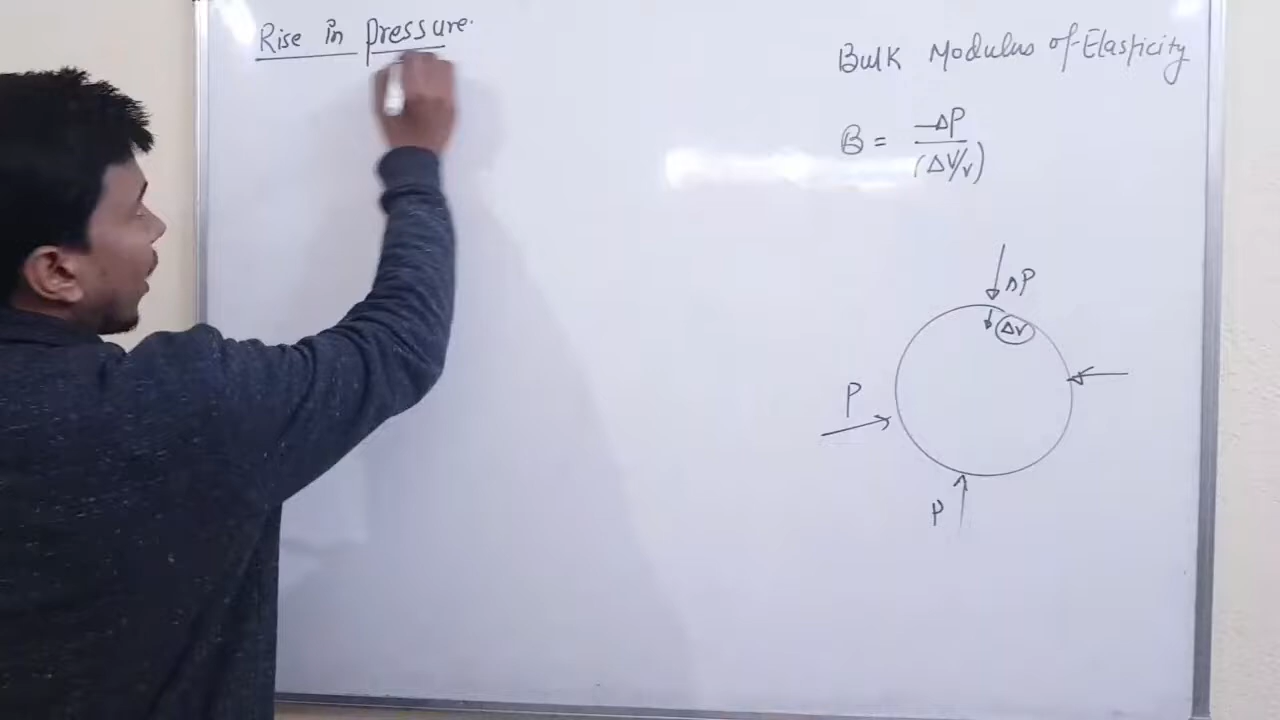 Rise in pressure.
Bulk Modulus of Elasticity
B = -ΔP / (ΔV/v)
ΔP
ΔV
P
P